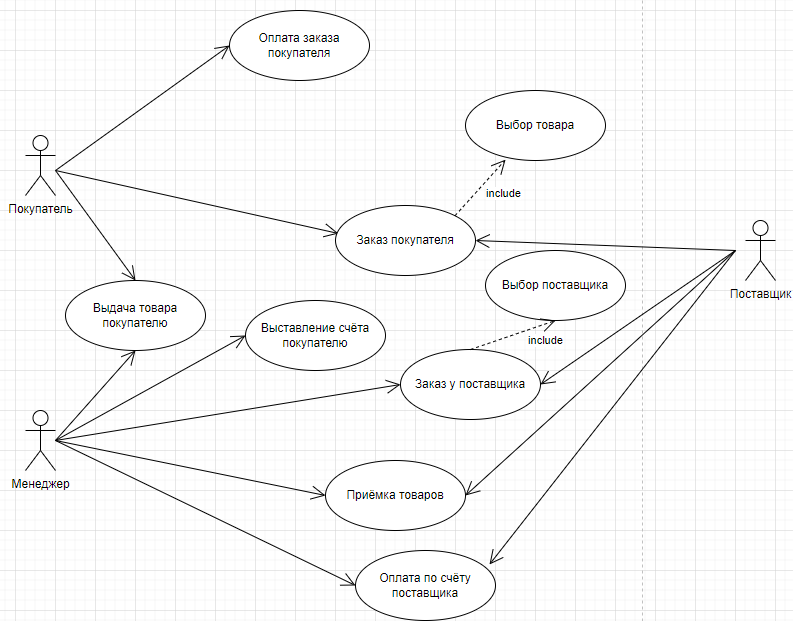 Оплата заказа
покупателя
Выбор товара
include
Покупатель
Заказ покупателя
Выбор поставщика
Поставщик
Выдача товара
покупателю
Выставление счёта
покупателю
include
Заказ у поставщика
Менеджер
Приёмка товаров
Оплата по счёту
поставщика